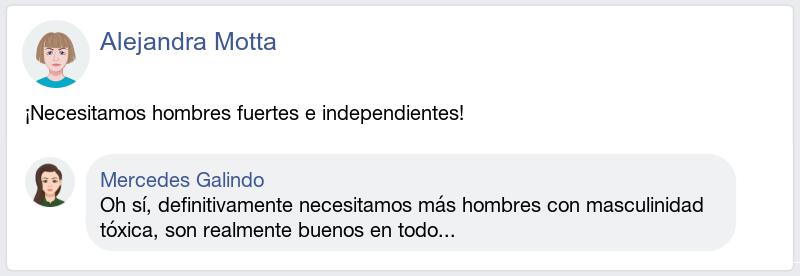 Alejandra Motta
¡Necesitamos hombres fuertes e independientes!
Mercedes Galindo
Oh sí, definitivamente necesitamos más hombres con masculinidad
tóxica, son realmente buenos en todo...